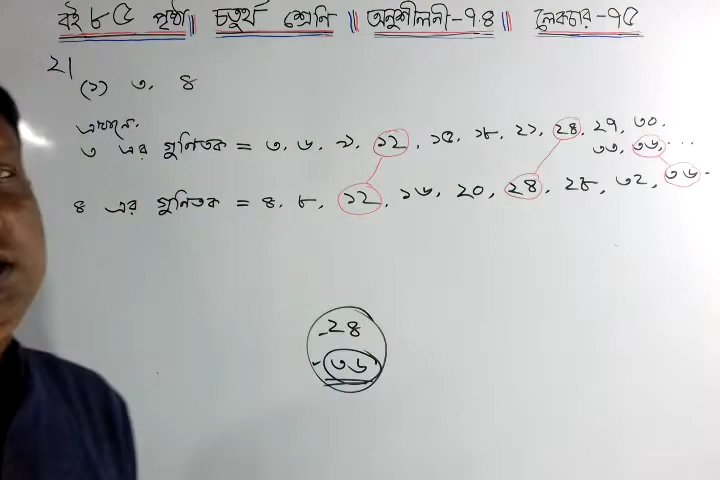 বই ৮৫ পৃষ্ঠা || চতুর্থ শ্রেণি || অনুশীলনী-৭.৪ || লেকচার-৭৫
২|
(১) ৩, ৪
এখানে,
৩ এর গুণিতক = ৩, ৬, ৯, ১২, ১৫, ১৮, ২১, ২৪, ২৭, ৩০,
৩৩, ৩৬, ...
৪ এর গুণিতক = ৪, ৮, ১২, ১৬, ২০, ২৪, ২৮, ৩২, ৩৬.
২৪
৩৬